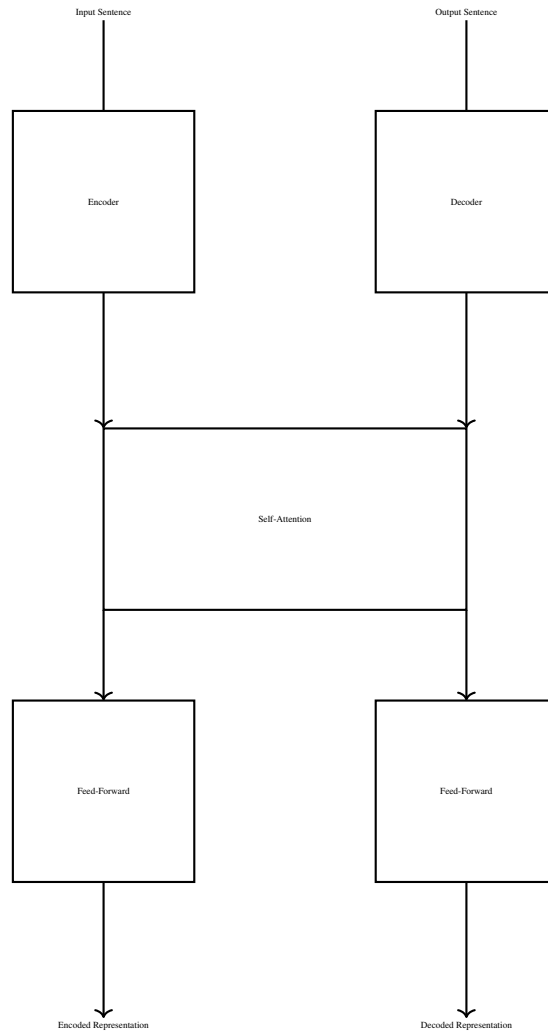 Input Sentence
Output Sentence
Encoder
Decoder
Self-Attention
Feed-Forward
Feed-Forward
Encoded Representation
Decoded Representation